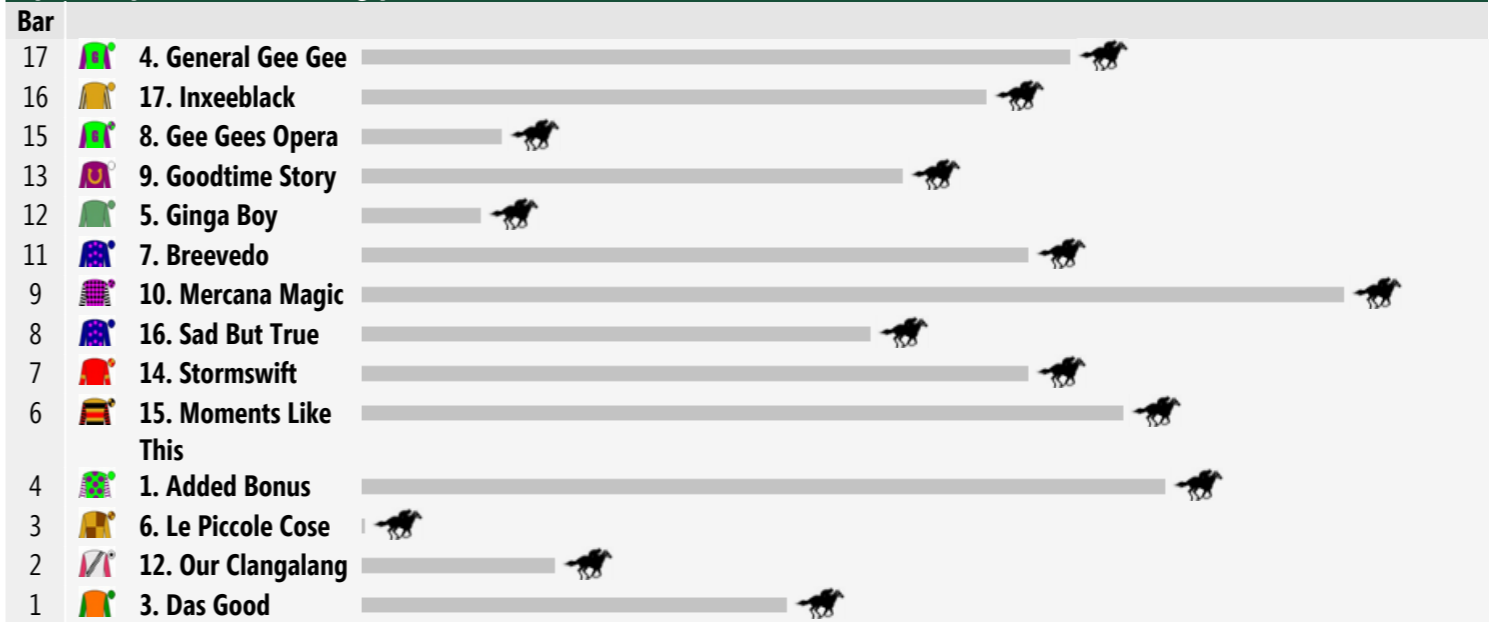 Bar
17 4. General Gee Gee
16 17. Inxeeblack
15 8. Gee Gees Opera
13 9. Goodtime Story
12 5. Ginga Boy
11 7. Breevedo
9 10. Mercana Magic
8 16. Sad But True
7 14. Stormswift
6 15. Moments Like
This
4 1. Added Bonus
3 6. Le Piccole Cose
2 12. Our Clangalang
1 3. Das Good